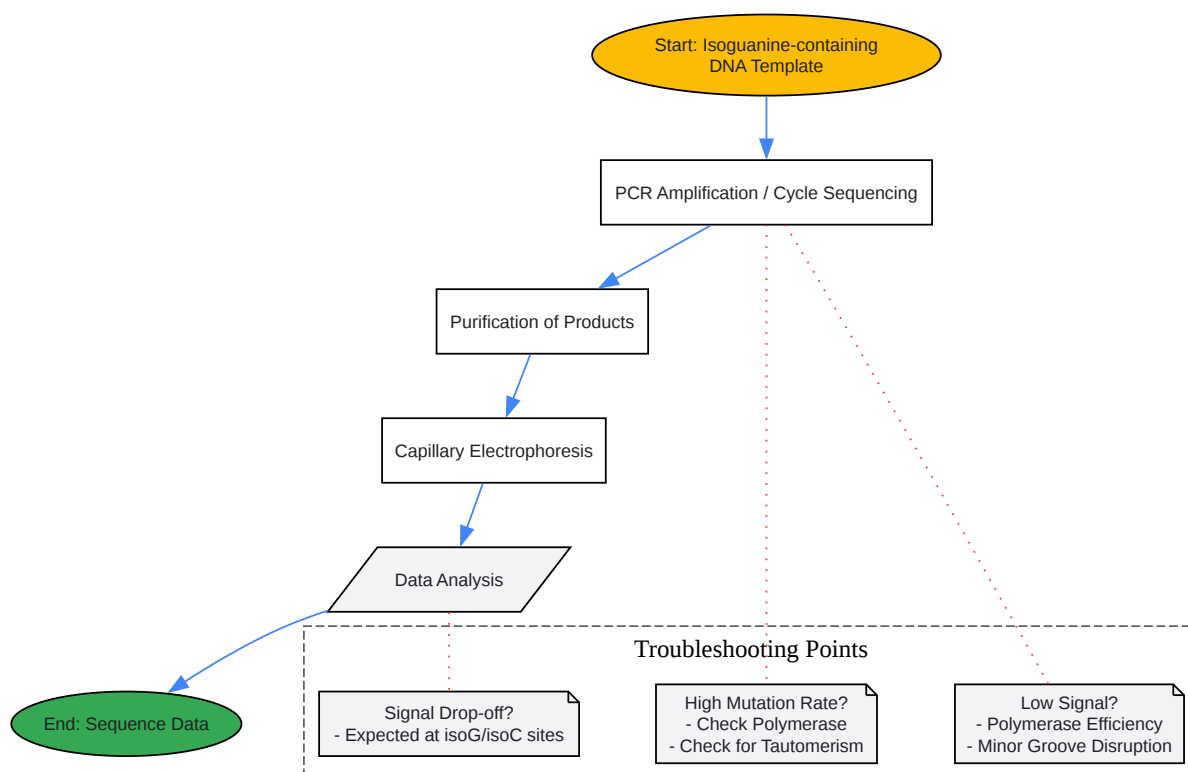 Start: Isoguanine-containing
DNA Template
PCR Amplification / Cycle Sequencing
Purification of Products
Capillary Electrophoresis
Data Analysis
Troubleshooting Points
End: Sequence Data
Signal Drop-off?
- Expected at isoG/isoC sites
High Mutation Rate?
- Check Polymerase
- Check for Tautomerism
Low Signal?
- Polymerase Efficiency
- Minor Groove Disruption